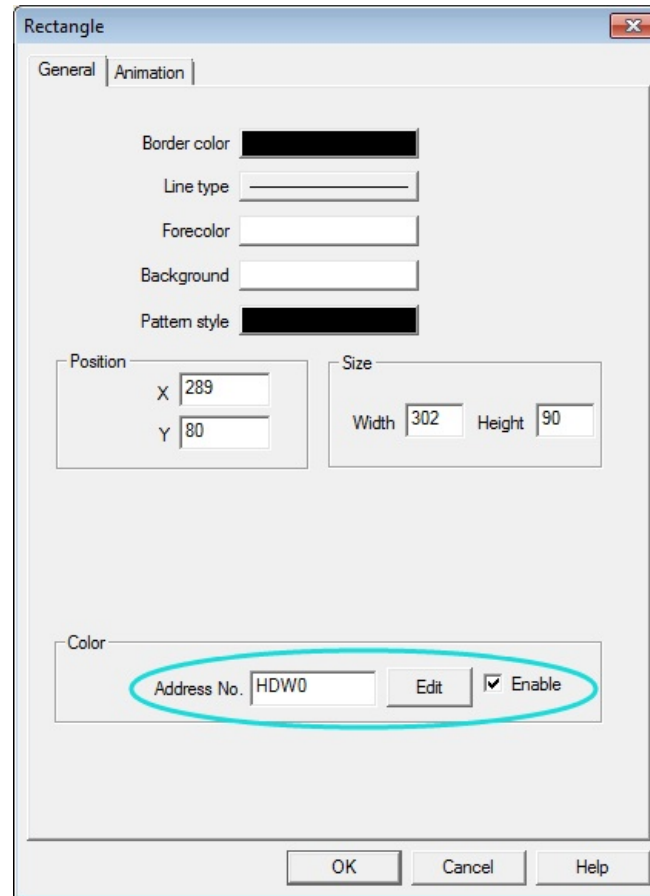 Rectangle
General Animation
Border color
Line type
Forecolor
Background
Pattern style
Position
X 289
Y 80
Size
Width 302 Height 90
Color
Address No. HDW0 Edit Enable
OK Cancel Help